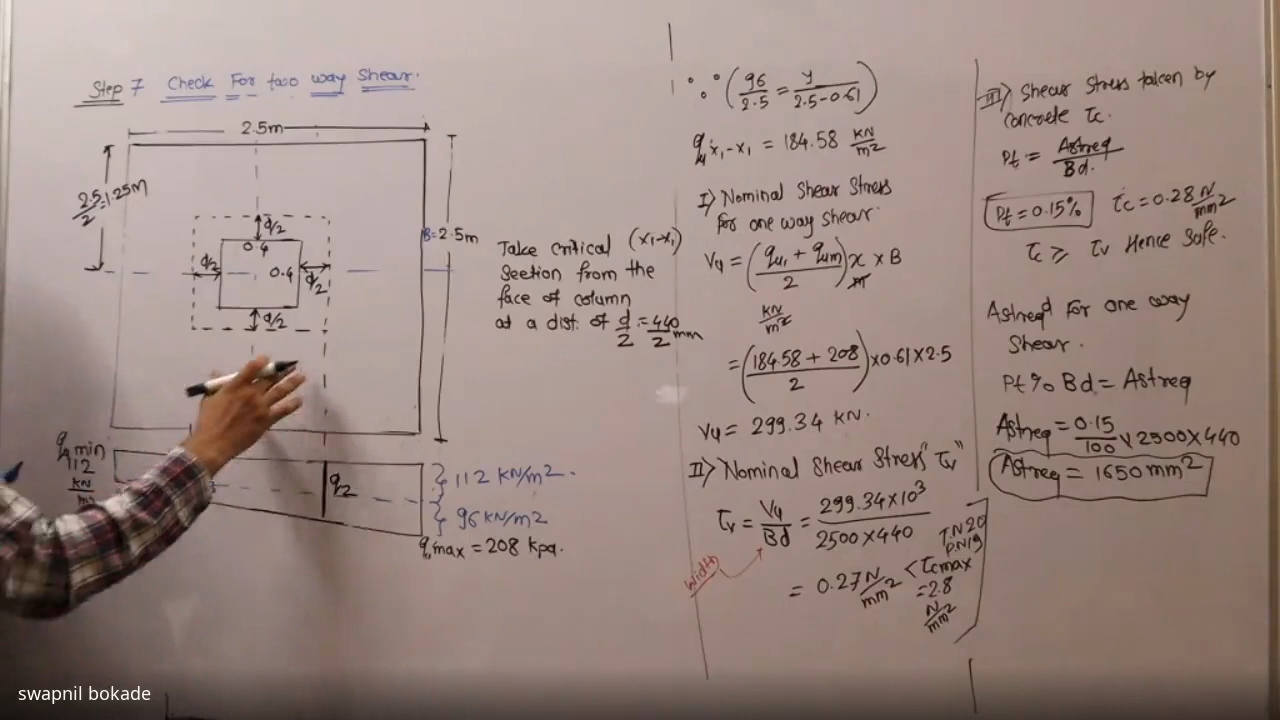 Step 7 Check For two way Shear.
2.5m
2.5/2 = 1.25m
d/2
0.4
d/2
0.4
d/2
d/2
B=2.5m
Take critical (x₁-x₁)
Section from the
face of column
at a dist. of d/2 = 440/2 mm
qu min
112
KN/m
q2
112 KN/m²
96 KN/m²
qu max = 208 kpa.
∴ (96/2.5 = y/(2.5-0.61))
qu x₁-x₁ = 184.58 KN/m²
I) Nominal Shear Stress
for one way shear.
Vu = ((qu₁ + qum)/2) x × B
m
KN/m²
= ((184.58 + 208)/2) × 0.61 × 2.5
Vu = 299.34 KN.
II) Nominal Shear Stress "τv"
τv = Vu/Bd = (299.34×10³)/(2500×440)
Width
T.N20
P.N19
= 0.27 N/mm² < τcmax
= 2.8
N/mm²
III) Shear Stress taken by
concrete τc.
Pt = Astreq/Bd.
Pt = 0.15% τc = 0.28 N/mm²
τc ≥ τv Hence Safe.
Astreqd For one way
Shear.
Pt% Bd = Astreq
Astreq = 0.15/100 × 2500×440
Astreq = 1650 mm²
swapnil bokade